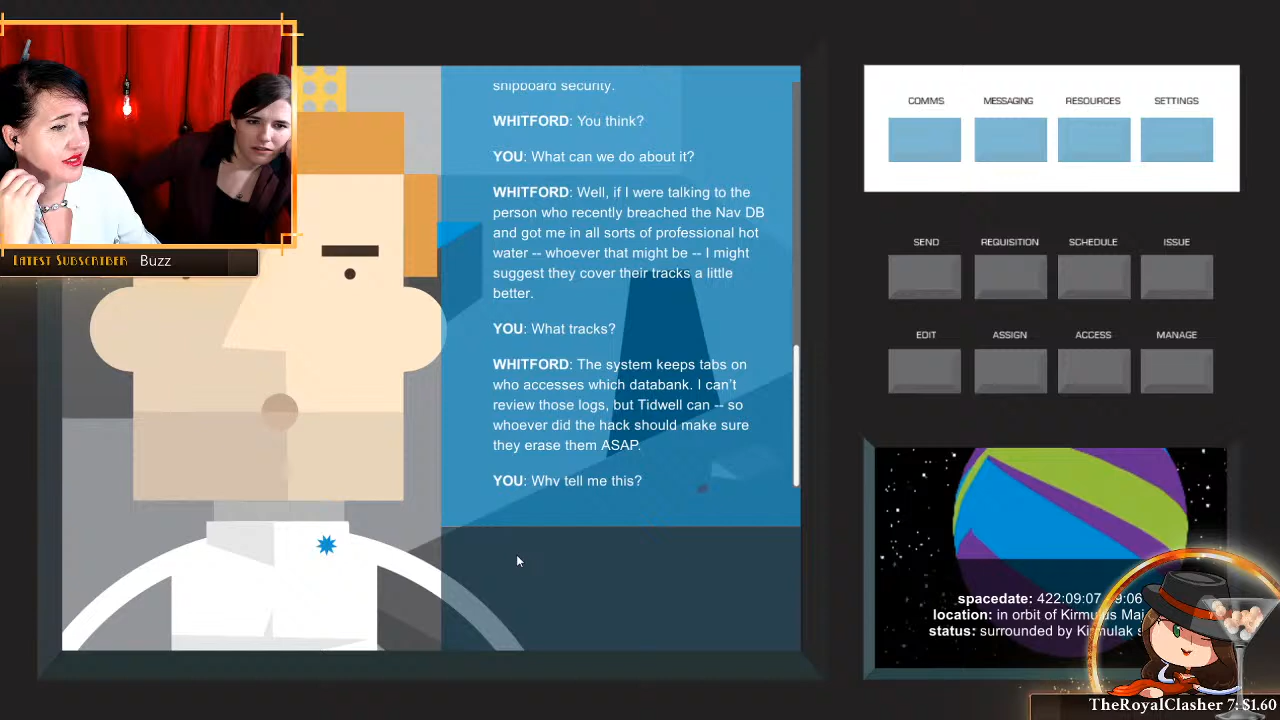 shipboard security.
WHITFORD: You think?
YOU: What can we do about it?
WHITFORD: Well, if I were talking to the
person who recently breached the Nav DB
and got me in all sorts of professional hot
water -- whoever that might be -- I might
suggest they cover their tracks a little
better.
YOU: What tracks?
WHITFORD: The system keeps tabs on
who accesses which databank. I can't
review those logs, but Tidwell can -- so
whoever did the hack should make sure
they erase them ASAP.
YOU: Why tell me this?
LATEST SUBSCRIBER Buzz
COMMS MESSAGING RESOURCES SETTINGS
SEND REQUISITION SCHEDULE ISSUE
EDIT ASSIGN ACCESS MANAGE
spacedate: 422:09:07
location: in orbit of Kirmulus Mai
status: surrounded by Kirmulak
TheRoyalClasher 7: $1.60